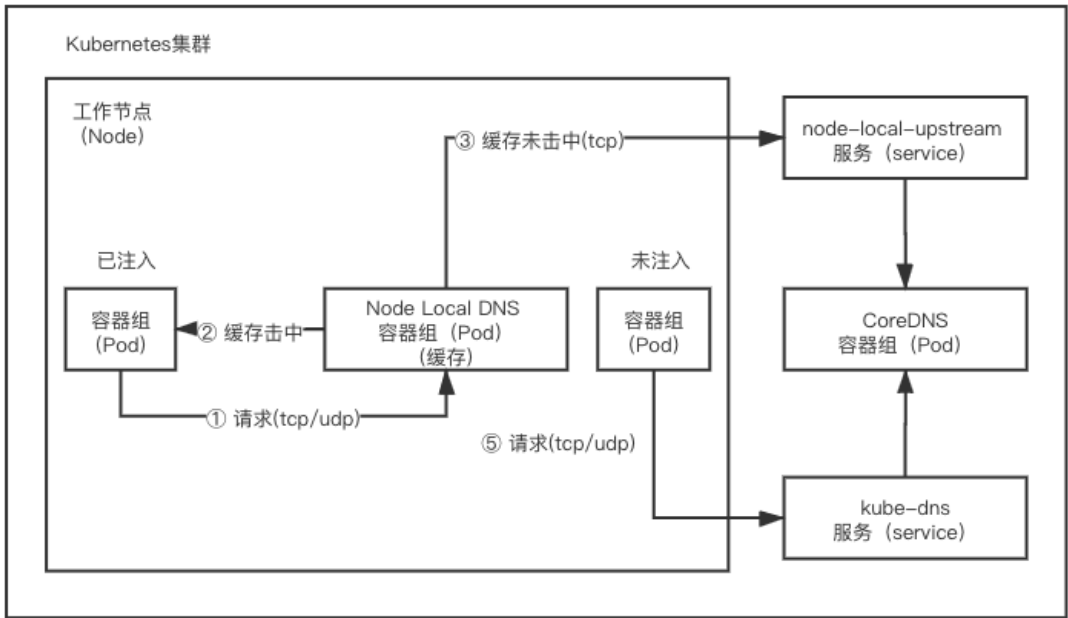 Kubernetes集群
工作节点
（Node）
③ 缓存未击中(tcp)
node-local-upstream
服务（service）
已注入
未注入
容器组
(Pod)
② 缓存击中
Node Local DNS
容器组（Pod）
(缓存)
容器组
(Pod)
CoreDNS
容器组（Pod）
① 请求(tcp/udp)
⑤ 请求(tcp/udp)
kube-dns
服务（service）